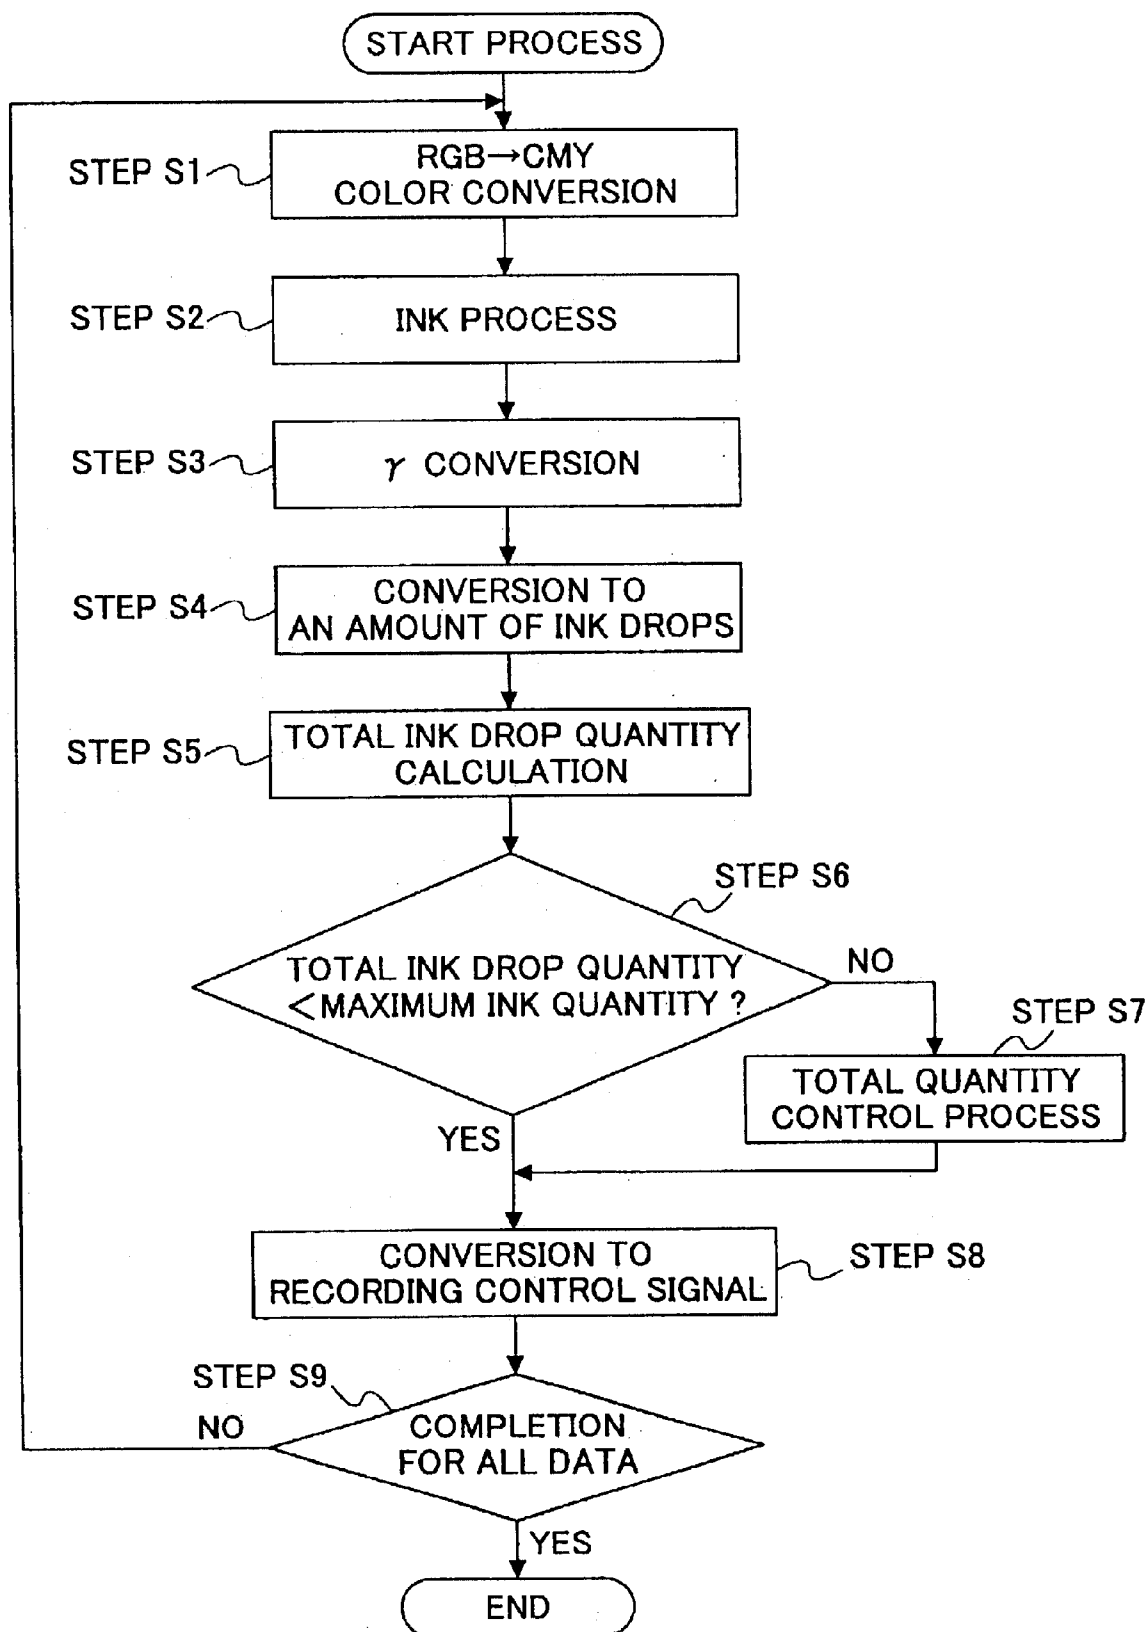 START PROCESS
STEP S1
RGB→CMY
COLOR CONVERSION
STEP S2
INK PROCESS
STEP S3
γ CONVERSION
STEP S4
CONVERSION TO
AN AMOUNT OF INK DROPS
STEP S5
TOTAL INK DROP QUANTITY
CALCULATION
STEP S6
TOTAL INK DROP QUANTITY
<MAXIMUM INK QUANTITY ?
NO
STEP S7
TOTAL QUANTITY
CONTROL PROCESS
YES
CONVERSION TO
RECORDING CONTROL SIGNAL
STEP S8
STEP S9
NO
COMPLETION
FOR ALL DATA
YES
END